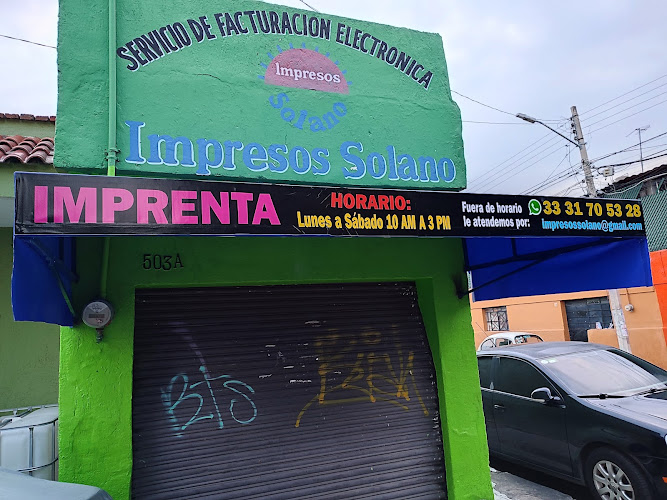 SERVICIO DE FACTURACION ELECTRONICA
Impresos
Solano
Impresos Solano
IMPRENTA
HORARIO:
Lunes a Sábado 10 AM A 3 PM
Fuera de horario
le atendemos por:
33 31 70 53 28
impresossolano@gmail.com
503A